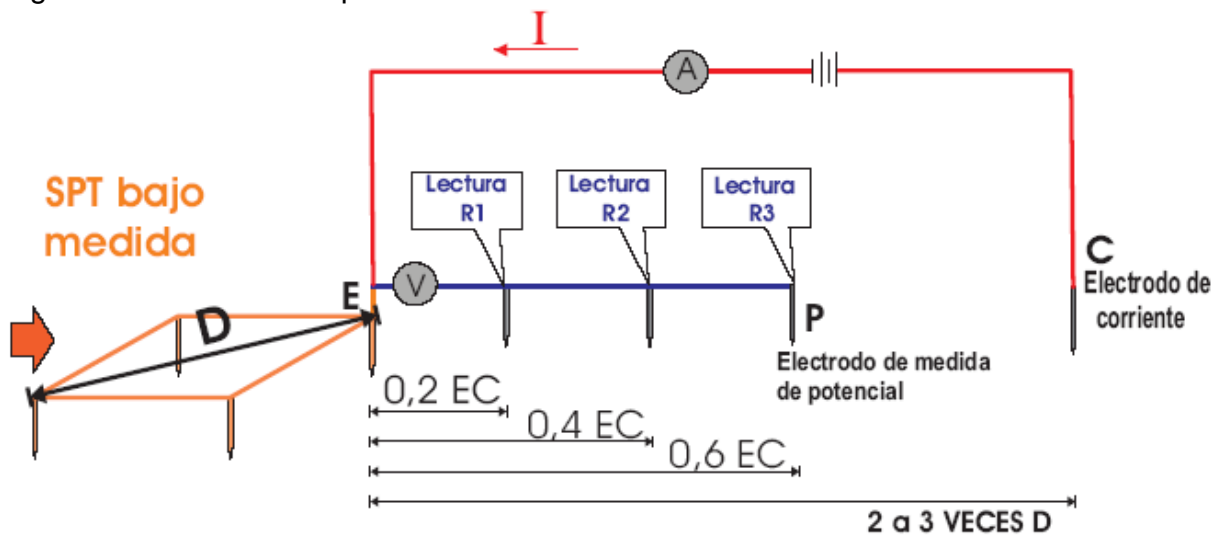 I
A
SPT bajo
medida
Lectura
R1
Lectura
R2
Lectura
R3
E
V
D
P
C
Electrodo de
corriente
Electrodo de medida
de potencial
0,2 EC
0,4 EC
0,6 EC
2 a 3 VECES D